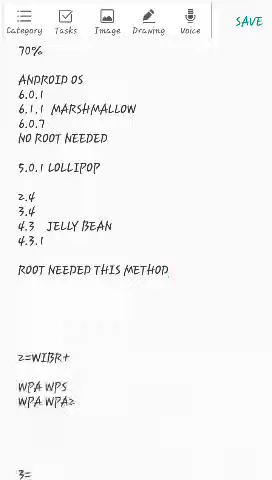 Category Tasks Image Drawing Voice SAVE
70%
ANDROID OS
6.0.1
6.1.1 MARSHMALLOW
6.0.7
NO ROOT NEEDED
5.0.1 LOLLIPOP
2.4
3.4
4.3 JELLY BEAN
4.3.1
ROOT NEEDED THIS METHOD
2=WIBR+
WPA WPS
WPA WPA2
3=